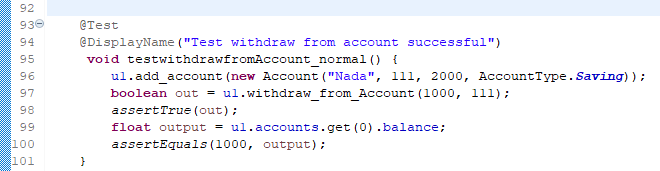 92
93 @Test
94 @DisplayName("Test withdraw from account successful")
95 void testwithdrawfromAccount_normal() {
96 u1.add_account(new Account("Nada", 111, 2000, AccountType.Saving));
97 boolean out = u1.withdraw_from_Account(1000, 111);
98 assertTrue(out);
99 float output = u1.accounts.get(0).balance;
100 assertEquals(1000, output);
101 }